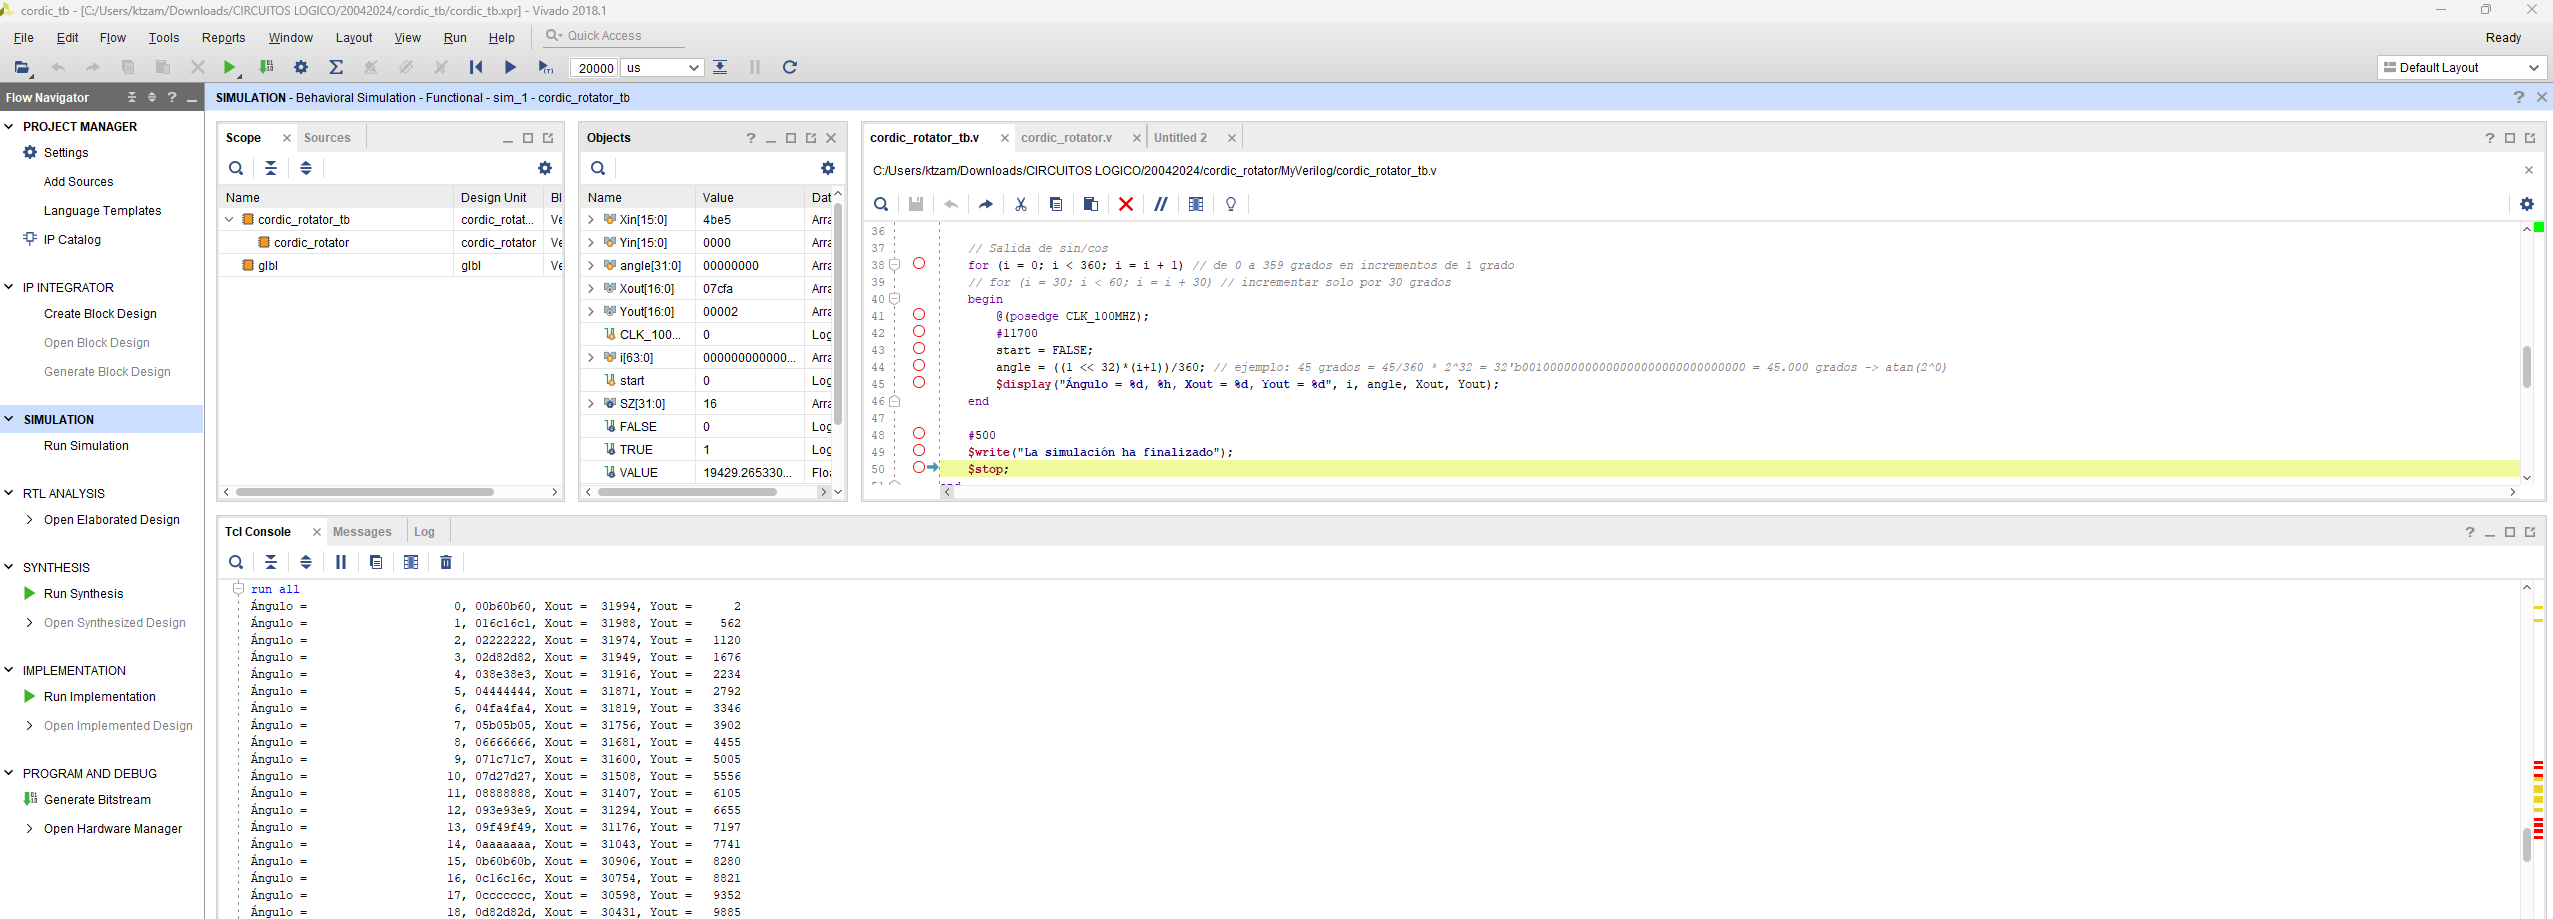 cordic_tb - [C:/Users/ktzam/Downloads/CIRCUITOS LOGICO/20042024/cordic_tb/cordic_tb.xpr] - Vivado 2018.1
File Edit Flow Tools Reports Window Layout View Run Help Quick Access Ready
20000 us Default Layout
Flow Navigator
SIMULATION - Behavioral Simulation - Functional - sim_1 - cordic_rotator_tb
PROJECT MANAGER
Settings
Add Sources
Language Templates
IP Catalog
IP INTEGRATOR
Create Block Design
Open Block Design
Generate Block Design
SIMULATION
Run Simulation
RTL ANALYSIS
Open Elaborated Design
SYNTHESIS
Run Synthesis
Open Synthesized Design
IMPLEMENTATION
Run Implementation
Open Implemented Design
PROGRAM AND DEBUG
Generate Bitstream
Open Hardware Manager
Scope Sources
Name Design Unit Bl
cordic_rotator_tb cordic_rotat... Ve
cordic_rotator cordic_rotator Ve
glbl glbl Ve
Objects
Name Value Dat
Xin[15:0] 4be5 Arra
Yin[15:0] 0000 Arra
angle[31:0] 00000000 Arra
Xout[16:0] 07cfa Arra
Yout[16:0] 00002 Arra
CLK_100... 0 Log
i[63:0] 000000000000... Arra
start 0 Log
SZ[31:0] 16 Arra
FALSE 0 Log
TRUE 1 Log
VALUE 19429.265330... Floa
cordic_rotator_tb.v cordic_rotator.v Untitled 2
C:/Users/ktzam/Downloads/CIRCUITOS LOGICO/20042024/cordic_rotator/MyVerilog/cordic_rotator_tb.v
36
37 // Salida de sin/cos
38 for (i = 0; i < 360; i = i + 1) // de 0 a 359 grados en incrementos de 1 grado
39 // for (i = 30; i < 60; i = i + 30) // incrementar solo por 30 grados
40 begin
41 @(posedge CLK_100MHZ);
42 #11700
43 start = FALSE;
44 angle = ((1 << 32)*(i+1))/360; // ejemplo: 45 grados = 45/360 * 2^32 = 32'b00100000000000000000000000000000 = 45.000 grados -> atan(2^0)
45 $display("Ángulo = %d, %h, Xout = %d, Yout = %d", i, angle, Xout, Yout);
46 end
47
48 #500
49 $write("La simulación ha finalizado");
50 $stop;
51 end
Tcl Console Messages Log
run all
Ángulo = 0, 00b60b60, Xout = 31994, Yout = 2
Ángulo = 1, 016c16c1, Xout = 31988, Yout = 562
Ángulo = 2, 02222222, Xout = 31974, Yout = 1120
Ángulo = 3, 02d82d82, Xout = 31949, Yout = 1676
Ángulo = 4, 038e38e3, Xout = 31916, Yout = 2234
Ángulo = 5, 04444444, Xout = 31871, Yout = 2792
Ángulo = 6, 04fa4fa4, Xout = 31819, Yout = 3346
Ángulo = 7, 05b05b05, Xout = 31756, Yout = 3902
Ángulo = 8, 06666666, Xout = 31681, Yout = 4455
Ángulo = 9, 071c71c7, Xout = 31600, Yout = 5005
Ángulo = 10, 07d27d27, Xout = 31508, Yout = 5556
Ángulo = 11, 08888888, Xout = 31407, Yout = 6105
Ángulo = 12, 093e93e9, Xout = 31294, Yout = 6655
Ángulo = 13, 09f49f49, Xout = 31176, Yout = 7197
Ángulo = 14, 0aaaaaaa, Xout = 31043, Yout = 7741
Ángulo = 15, 0b60b60b, Xout = 30906, Yout = 8280
Ángulo = 16, 0c16c16c, Xout = 30754, Yout = 8821
Ángulo = 17, 0ccccccc, Xout = 30598, Yout = 9352
Ángulo = 18, 0d82d82d, Xout = 30431, Yout = 9885